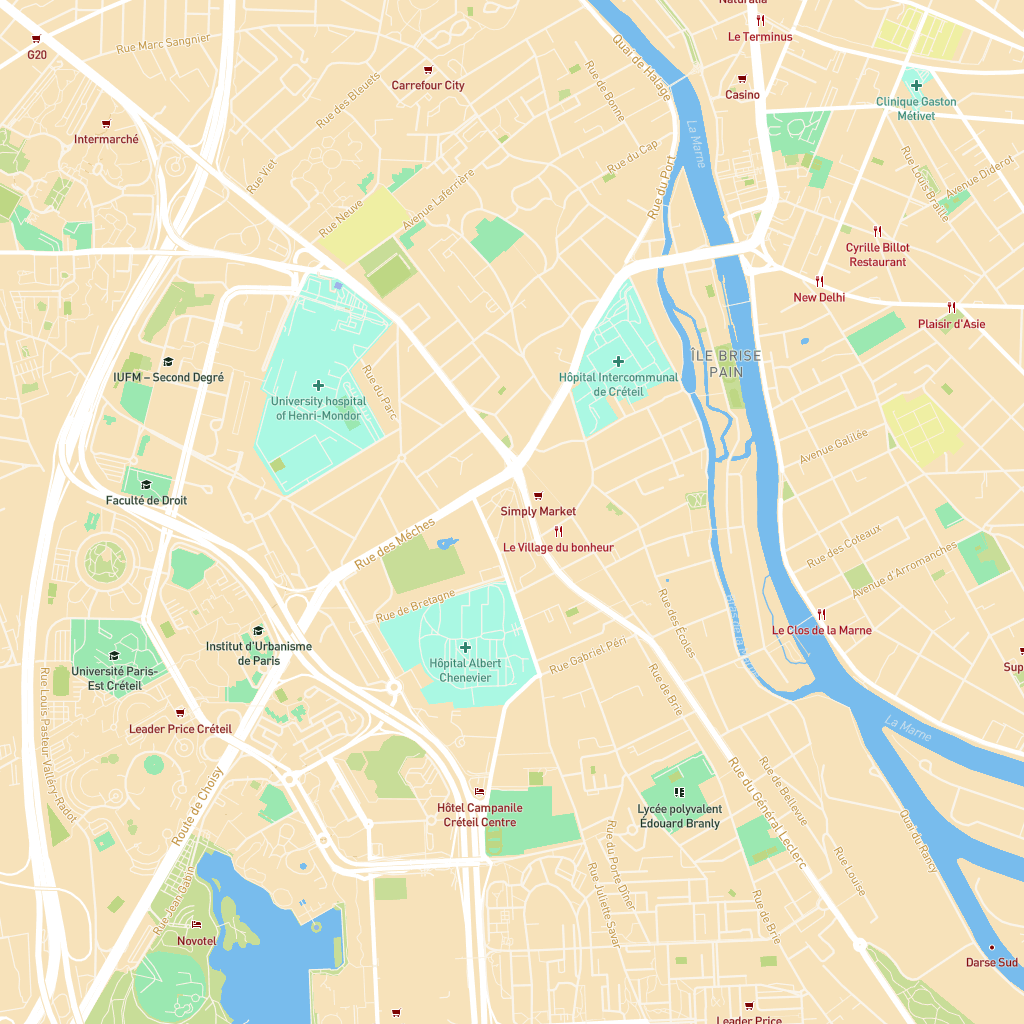 Naturalia
Le Terminus
Rue Marc Sangnier
G20
Quai de Halage
Carrefour City
Casino
Rue des Bleuets
Rue de Bonne
Clinique Gaston
Métivet
Intermarché
La Marne
Rue du Cap
Rue Viet
Rue Louis Braille
Avenue Diderot
Rue du Port
Avenue Laferrière
Rue Neuve
Cyrille Billot
Restaurant
New Delhi
Plaisir d'Asie
ÎLE BRISE
PAIN
IUFM – Second Degré
Hôpital Intercommunal
de Créteil
Rue du Parc
University hospital
of Henri-Mondor
Avenue Galilée
Faculté de Droit
Simply Market
Rue des Méches
Le Village du bonheur
Rue des Coteaux
Avenue d'Arromanches
Rue de Bretagne
Rue des Écoles
Le Clos de la Marne
Institut d'Urbanisme
de Paris
Rue Gabriel Péri
Hôpital Albert
Chenevier
Université Paris-
Est Créteil
Sup
Rue de Brie
Rue Louis Pasteur Valléry-Radot
Leader Price Créteil
La Marne
Rue de Bellevue
Rue du Général Leclerc
Route de Choisy
Hôtel Campanile
Créteil Centre
Lycée polyvalent
Édouard Branly
Quai du Rancy
Rue du Porte Dîner
Rue Louise
Rue Juliette Savar
Rue Jean Gabin
Rue de Brie
Novotel
Darse Sud
Leader Price